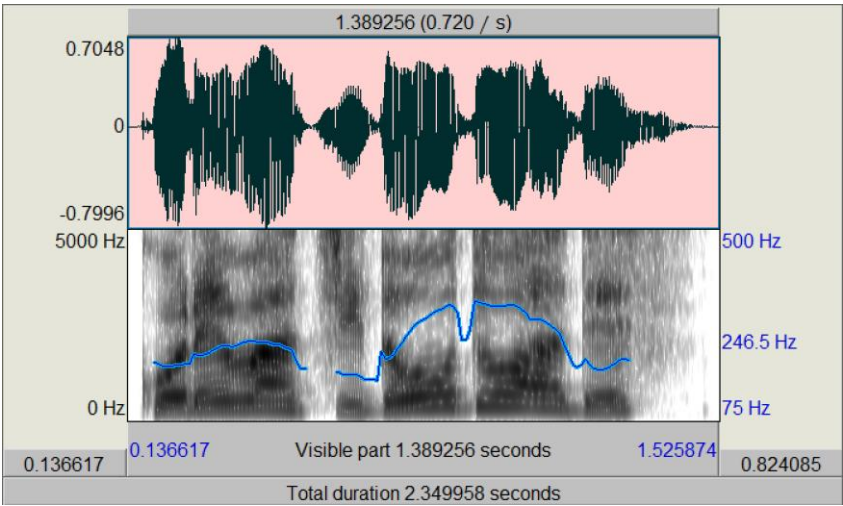 1.389256 (0.720 / s)
0.7048
0
-0.7996
5000 Hz
500 Hz
246.5 Hz
0 Hz
75 Hz
0.136617
0.136617
Visible part 1.389256 seconds
1.525874
0.824085
Total duration 2.349958 seconds